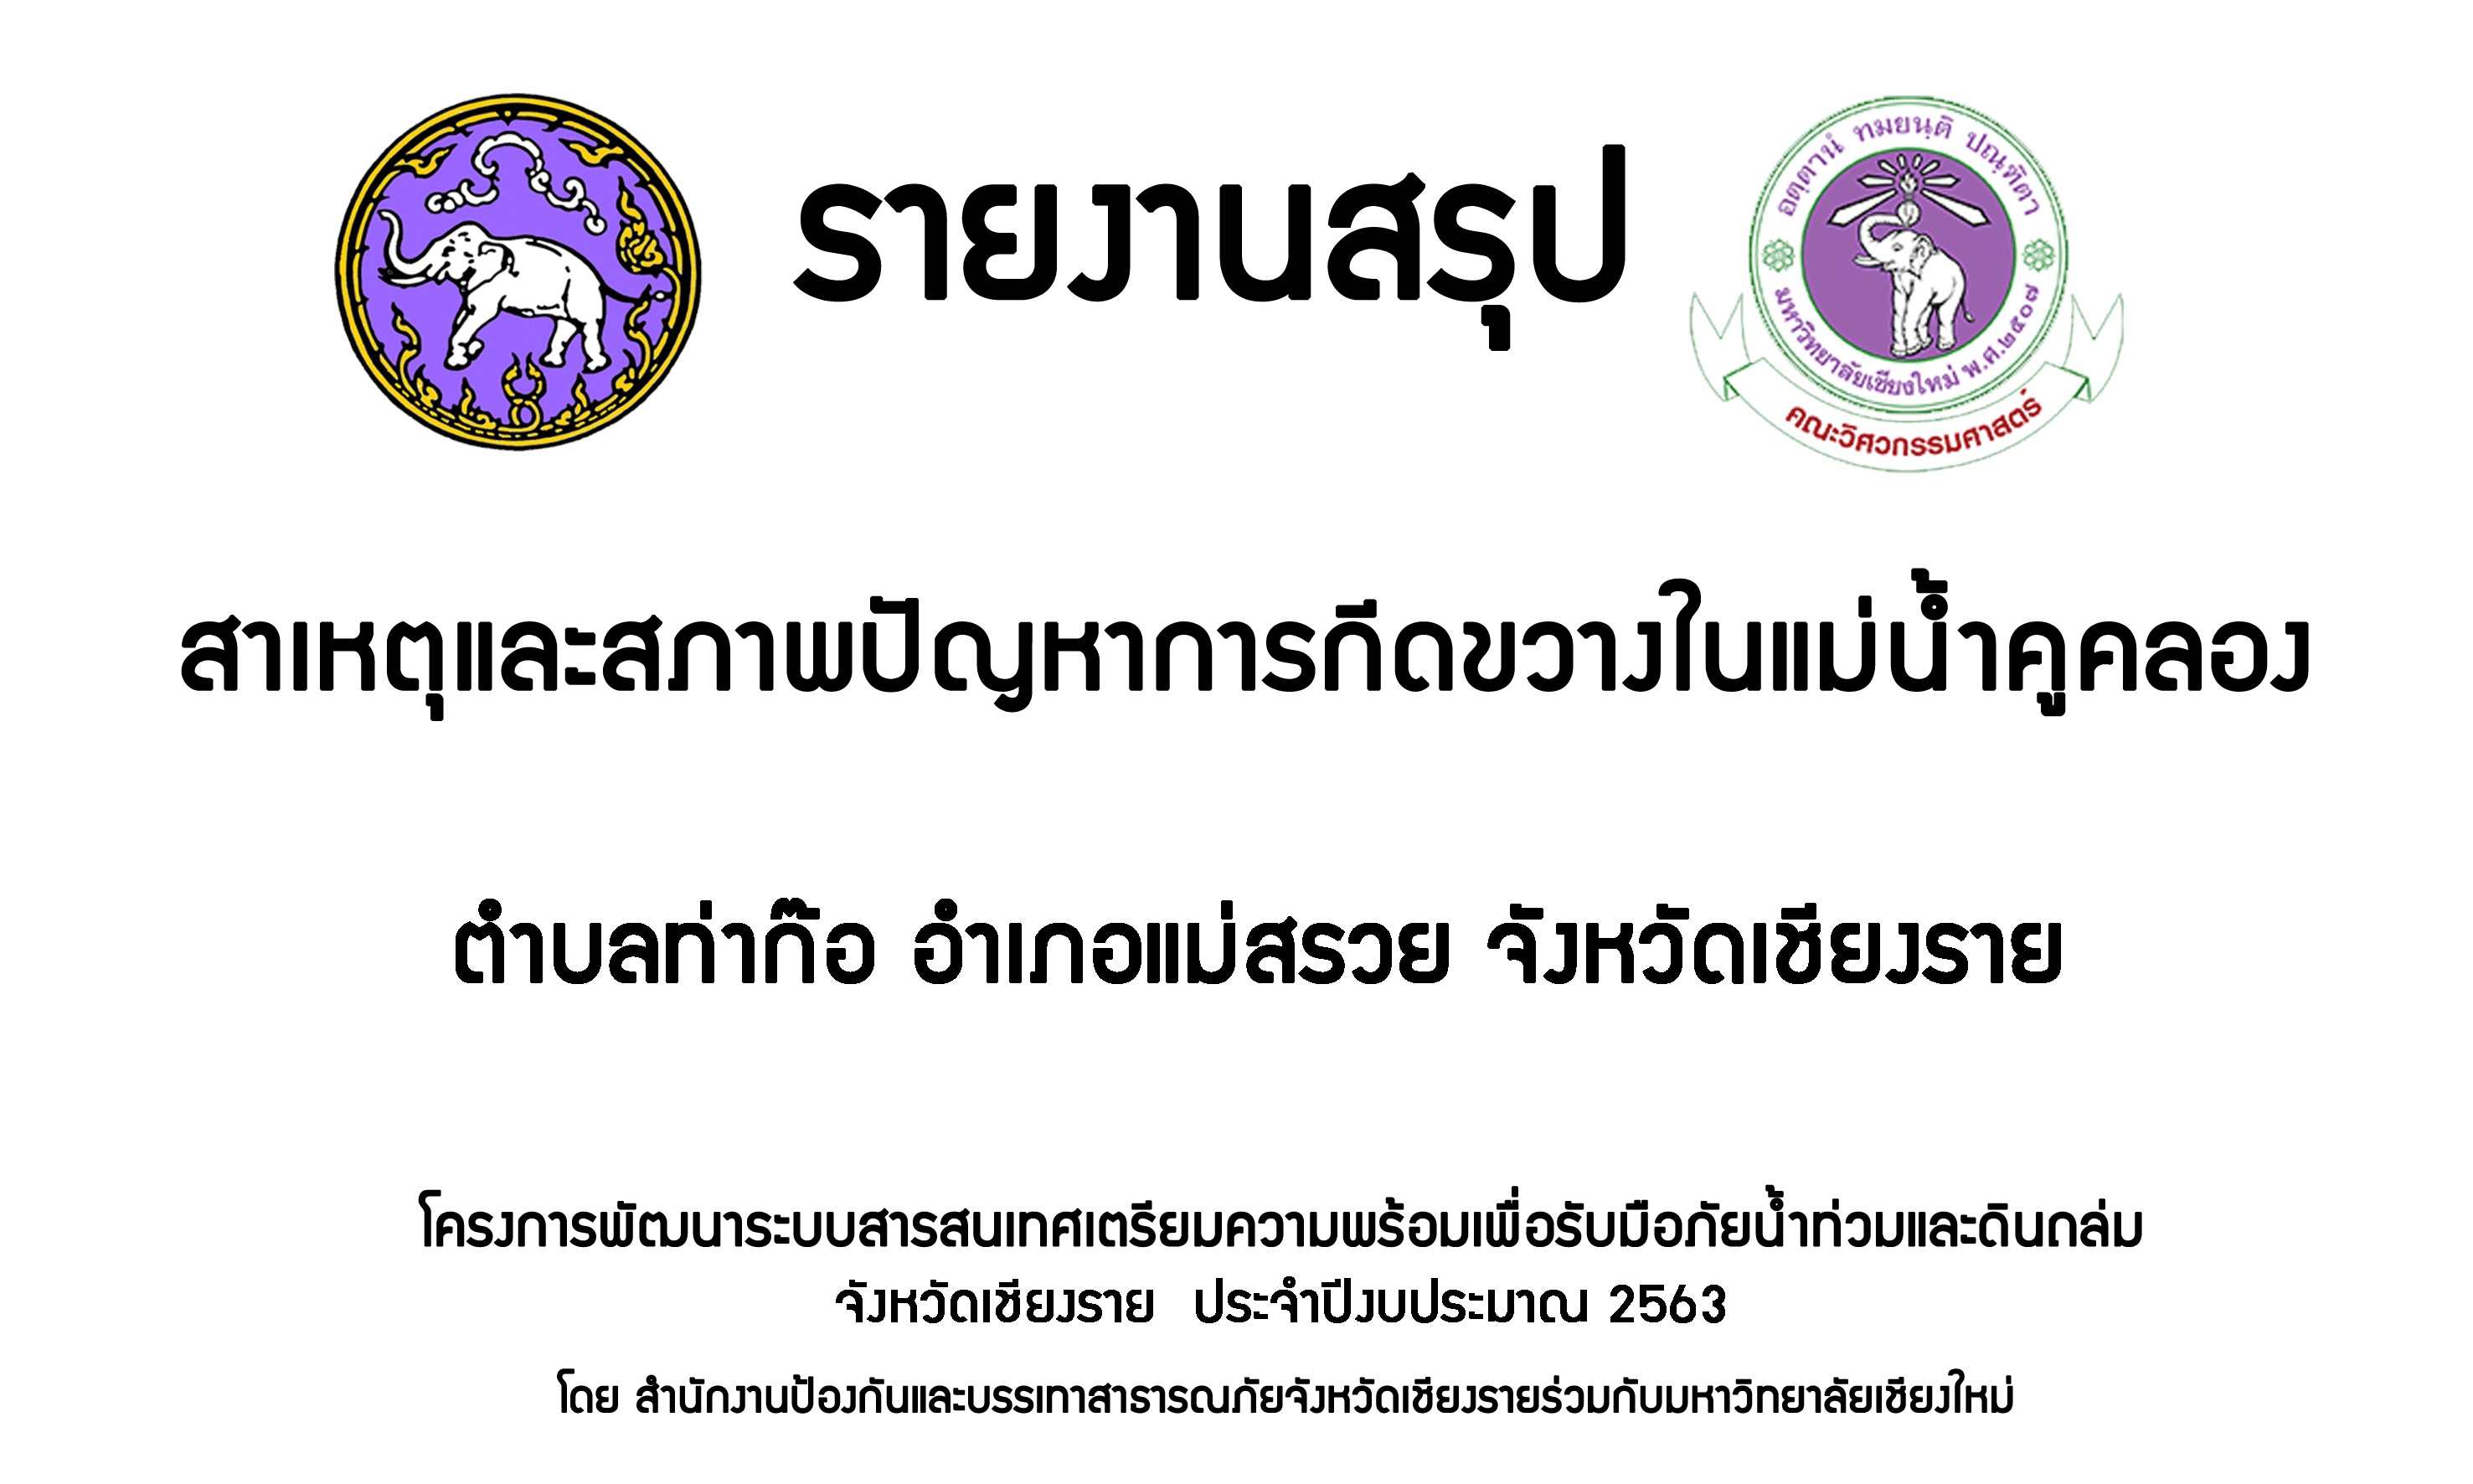 รายงานสรุป
อตฺตานํ ทมยนฺติ ปณฺฑิตา
มหาวิทยาลัยเชียงใหม่ พ.ศ.๒๕๐๗
คณะวิศวกรรมศาสตร์
สาเหตุและสภาพปัญหาการกีดขวางในแม่น้ำคูคลอง
ตำบลท่าก๊อ อำเภอแม่สรวย จังหวัดเชียงราย
โครงการพัฒนาระบบสารสนเทศเตรียมความพร้อมเพื่อรับมือภัยน้ำท่วมและดินถล่ม
จังหวัดเชียงราย ประจำปีงบประมาณ 2563
โดย สำนักงานป้องกันและบรรเทาสาธารณภัยจังหวัดเชียงรายร่วมกับมหาวิทยาลัยเชียงใหม่